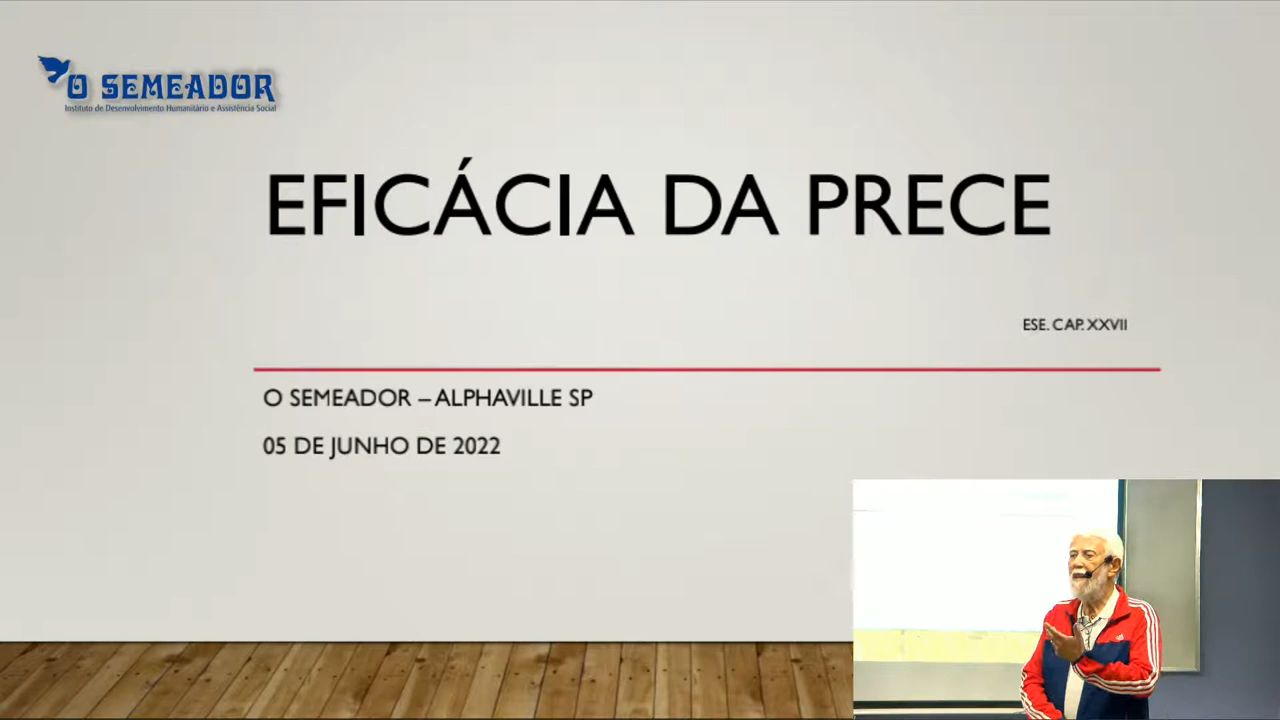 O SEMEADOR
Instituto de Desenvolvimento Humanitário e Assistência Social
EFICÁCIA DA PRECE
ESE. CAP. XXVII
O SEMEADOR – ALPHAVILLE SP
05 DE JUNHO DE 2022